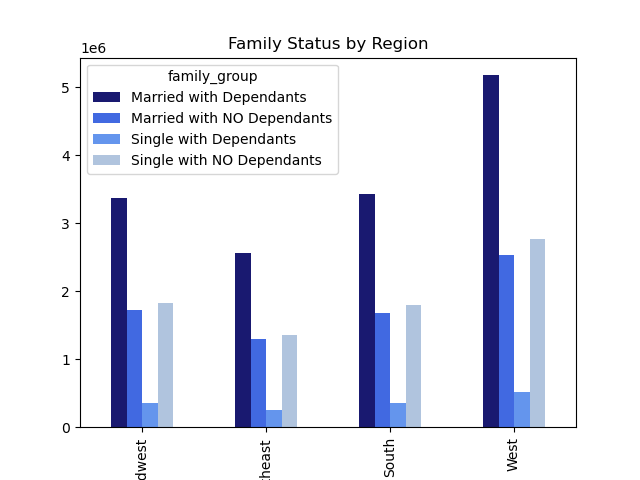 Family Status by Region
1e6
family_group
Married with Dependants
Married with NO Dependants
Single with Dependants
Single with NO Dependants
5
4
3
2
1
0
dwest
heast
South
West